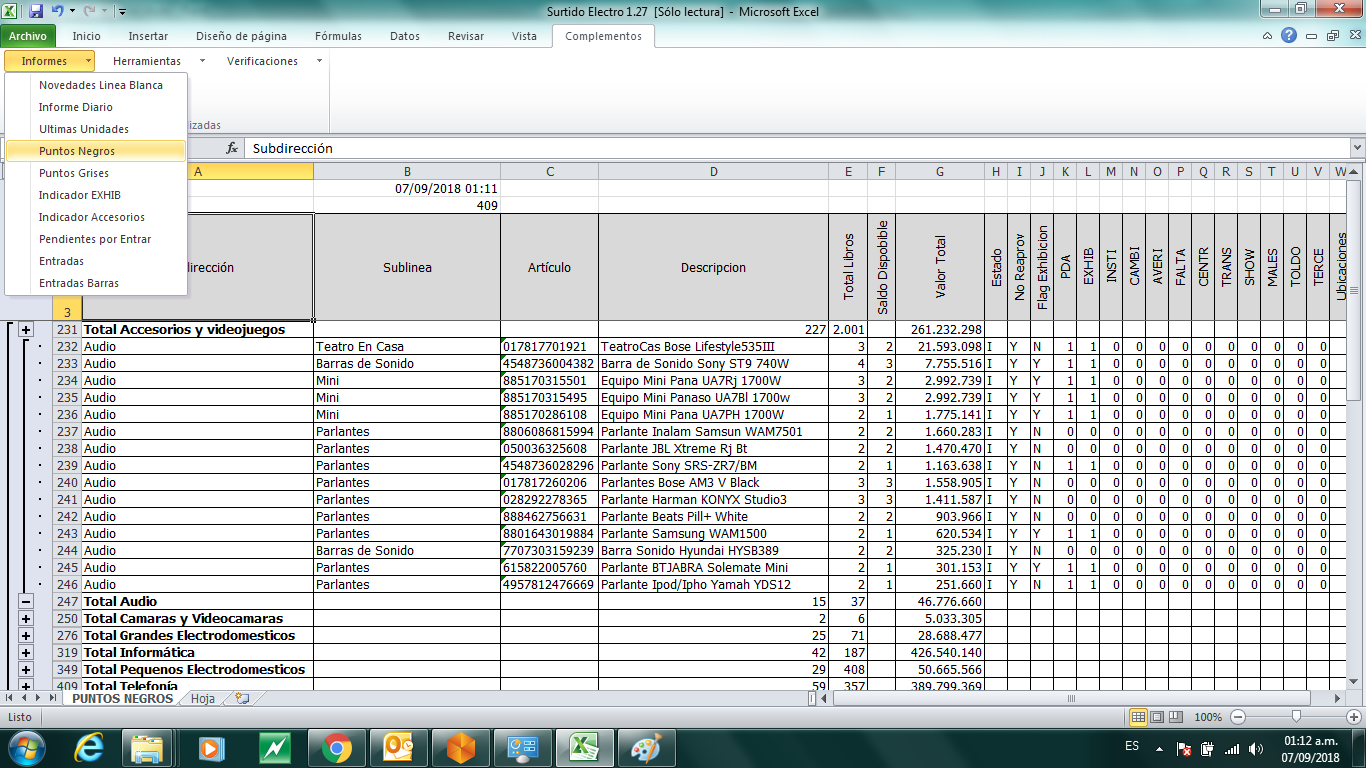 Surtido Electro 1.27 [Sólo lectura] - Microsoft Excel
Archivo Inicio Insertar Diseño de página Fórmulas Datos Revisar Vista Complementos
Informes Herramientas Verificaciones
Novedades Linea Blanca
Informe Diario
Ultimas Unidades
izadas
Puntos Negros
fx Subdirección
Puntos Grises
A B C D E F G H I J K L M N O P Q R S T U V W
Indicador EXHIB
07/09/2018 01:11
409
Indicador Accesorios
Pendientes por Entrar
Entradas
Entradas Barras
3 dirección Sublinea Artículo Descripcion Total Libros Saldo Dispobible Valor Total Estado No Reaprov Flag Exhibicion PDA EXHIB INSTI CAMBI AVERI FALTA CENTR TRANS SHOW MALES TOLDO TERCE Ubicaciones
231 Total Accesorios y videojuegos 227 2.001 261.232.298
232 Audio Teatro En Casa 017817701921 TeatroCas Bose Lifestyle535III 3 2 21.593.098 I Y N 1 1 0 0 0 0 0 0 0 0 0 0
233 Audio Barras de Sonido 4548736004382 Barra de Sonido Sony ST9 740W 4 3 7.755.516 I Y Y 1 1 0 0 0 0 0 0 0 0 0 0
234 Audio Mini 885170315501 Equipo Mini Pana UA7Rj 1700W 3 2 2.992.739 I Y Y 1 1 0 0 0 0 0 0 0 0 0 0
235 Audio Mini 885170315495 Equipo Mini Panaso UA7Bl 1700w 3 2 2.992.739 I Y Y 1 1 0 0 0 0 0 0 0 0 0 0
236 Audio Mini 885170286108 Equipo Mini Pana UA7PH 1700W 2 1 1.775.141 I Y Y 1 1 0 0 0 0 0 0 0 0 0 0
237 Audio Parlantes 8806086815994 Parlante Inalam Samsun WAM7501 2 2 1.660.283 I Y N 0 0 0 0 0 0 0 0 0 0 0 0
238 Audio Parlantes 050036325608 Parlante JBL Xtreme Rj Bt 2 2 1.470.470 I Y N 0 0 0 0 0 0 0 0 0 0 0 0
239 Audio Parlantes 4548736028296 Parlante Sony SRS-ZR7/BM 2 1 1.163.638 I Y N 1 1 0 0 0 0 0 0 0 0 0 0
240 Audio Parlantes 017817260206 Parlantes Bose AM3 V Black 3 3 1.558.905 I Y N 0 0 0 0 0 0 0 0 0 0 0 0
241 Audio Parlantes 028292278365 Parlante Harman KONYX Studio3 3 3 1.411.587 I Y N 0 0 0 0 0 0 0 0 0 0 0 0
242 Audio Parlantes 888462756631 Parlante Beats Pill+ White 2 2 903.966 I Y N 0 0 0 0 0 0 0 0 0 0 0 0
243 Audio Parlantes 8801643019884 Parlante Samsung WAM1500 2 1 620.534 I Y Y 1 1 0 0 0 0 0 0 0 0 0 0
244 Audio Barras de Sonido 7707303159239 Barra Sonido Hyundai HYSB389 2 2 325.230 I Y N 0 0 0 0 0 0 0 0 0 0 0 0
245 Audio Parlantes 615822005760 Parlante BTJABRA Solemate Mini 2 1 301.153 I Y Y 1 1 0 0 0 0 0 0 0 0 0 0
246 Audio Parlantes 4957812476669 Parlante Ipod/Ipho Yamah YDS12 2 1 251.660 I Y N 1 1 0 0 0 0 0 0 0 0 0 0
247 Total Audio 15 37 46.776.660
250 Total Camaras y Videocamaras 2 6 5.033.305
276 Total Grandes Electrodomesticos 25 71 28.688.477
319 Total Informática 42 187 426.540.140
349 Total Pequenos Electrodomesticos 29 408 50.665.566
409 Total Telefonía 59 357 389.799.369
PUNTOS NEGROS Hoja
Listo 100%
ES 01:12 a.m.
07/09/2018